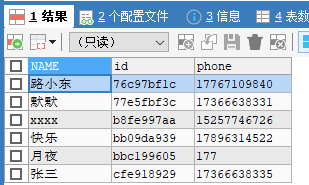 1 结果 2 个配置文件 3 信息 4 表数
（只读）
NAME id phone
路小东 76c97bf1c 17767109840
默默 77e5fbf3c 17366638331
xxxx b8fe997aa 15257746726
快乐 bb09da939 17896314522
月夜 bbc199605 177
张三 cfe918929 17366638335